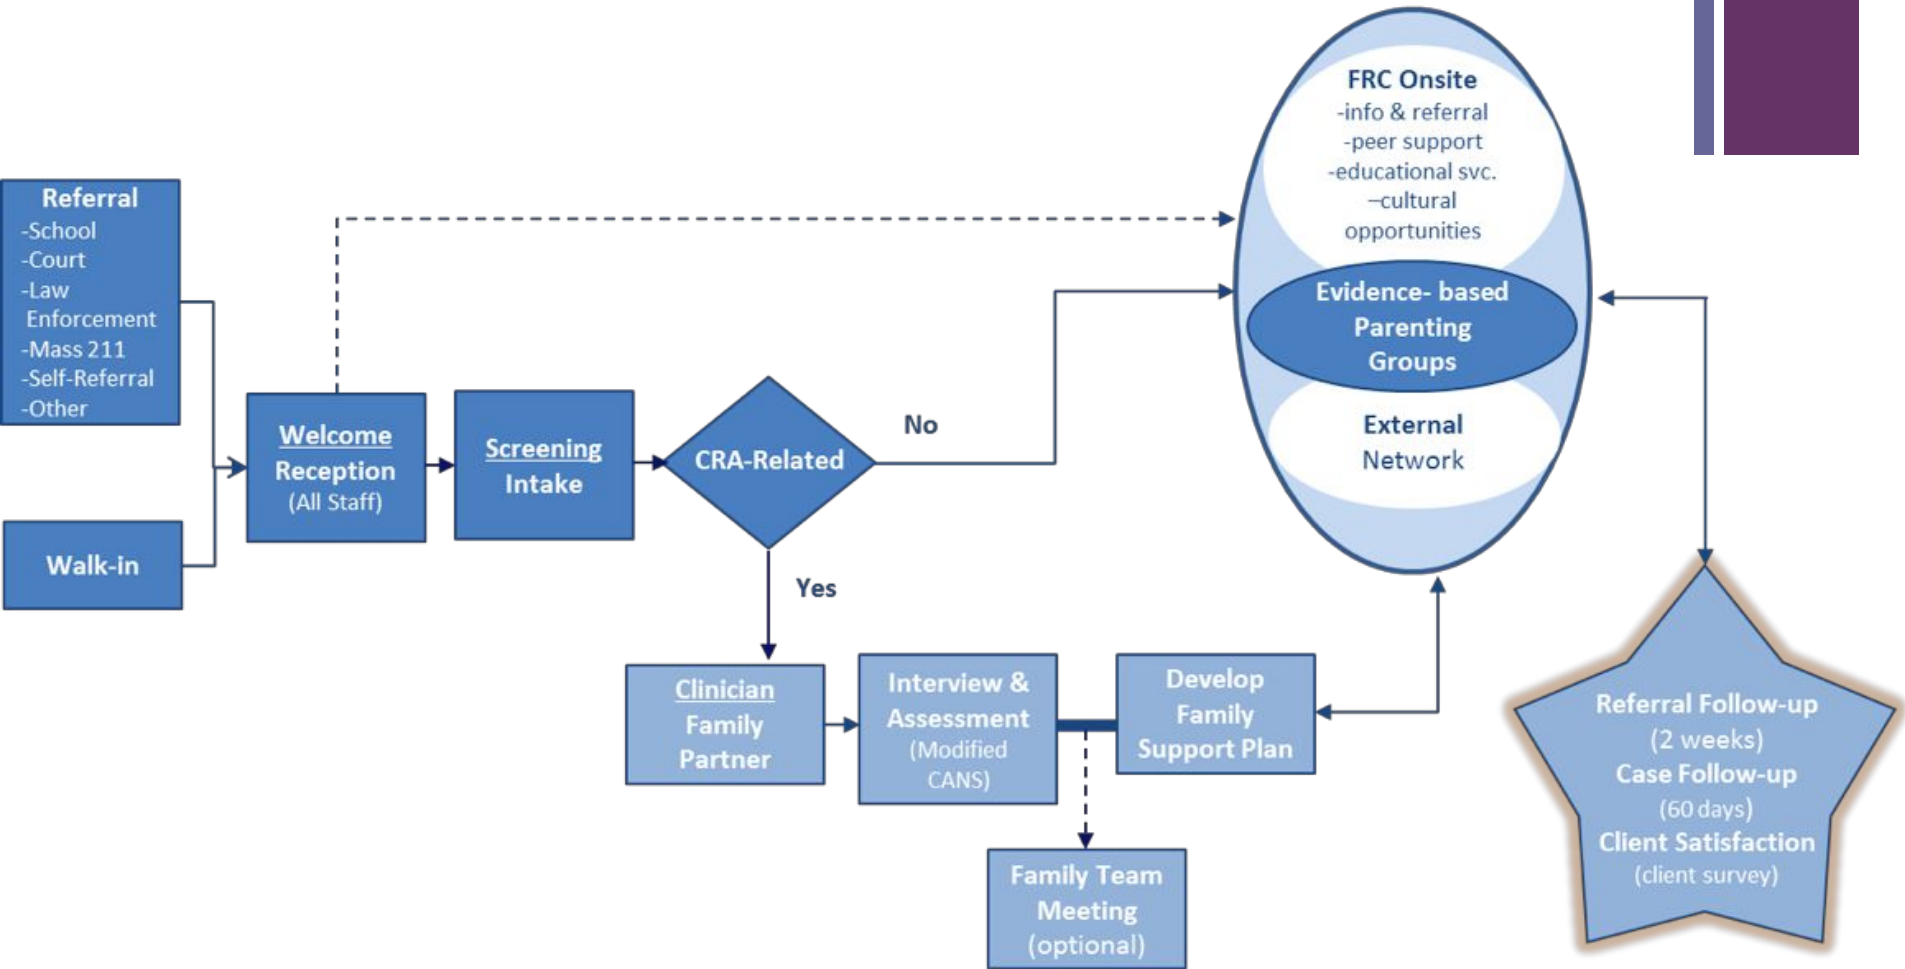 Referral
-School
-Court
-Law
Enforcement
-Mass 211
-Self-Referral
-Other
Walk-in
Welcome
Reception
(All Staff)
Screening
Intake
CRA-Related
No
Yes
FRC Onsite
-info & referral
-peer support
-educational svc.
–cultural
opportunities
Evidence- based
Parenting
Groups
External
Network
Clinician
Family
Partner
Interview &
Assessment
(Modified
CANS)
Develop
Family
Support Plan
Family Team
Meeting
(optional)
Referral Follow-up
(2 weeks)
Case Follow-up
(60 days)
Client Satisfaction
(client survey)